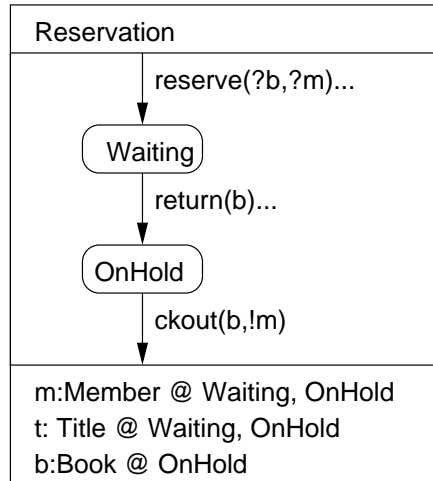 Reservation
reserve(?b,?m)...
Waiting
return(b)...
OnHold
ckout(b,!m)
m:Member @ Waiting, OnHold
t: Title @ Waiting, OnHold
b:Book @ OnHold